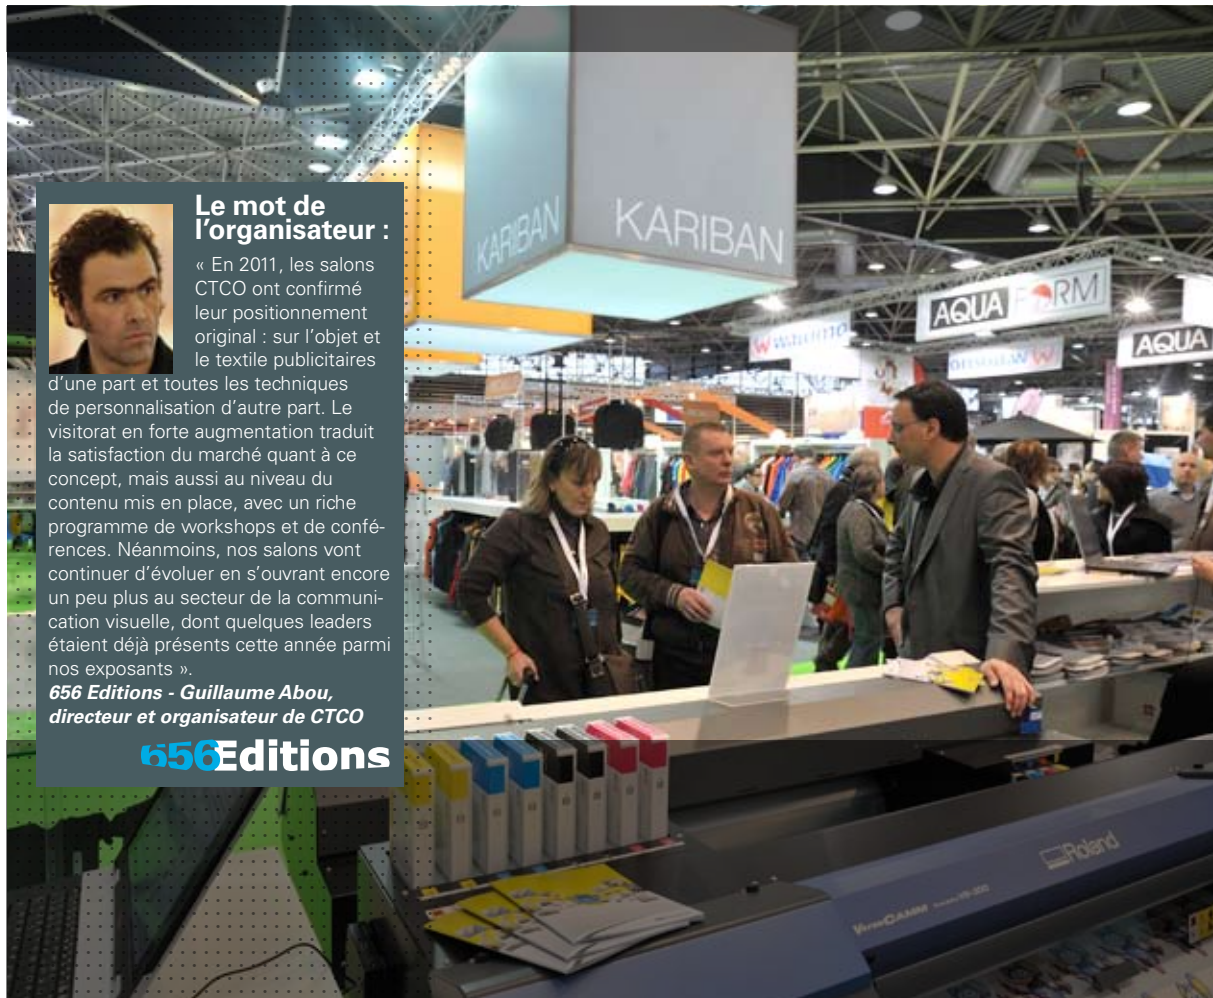 KARIBAN
KARIBAN
AQUA FORM
AQUA
Le mot de
l'organisateur :
« En 2011, les salons
CTCO ont confirmé
leur positionnement
original : sur l'objet et
le textile publicitaires
d'une part et toutes les techniques
de personnalisation d'autre part. Le
visitorat en forte augmentation traduit
la satisfaction du marché quant à ce
concept, mais aussi au niveau du
contenu mis en place, avec un riche
programme de workshops et de confé-
rences. Néanmoins, nos salons vont
continuer d'évoluer en s'ouvrant encore
un peu plus au secteur de la communi-
cation visuelle, dont quelques leaders
étaient déjà présents cette année parmi
nos exposants ».
656 Editions - Guillaume Abou,
directeur et organisateur de CTCO
656Editions
Roland
VersaCAMM